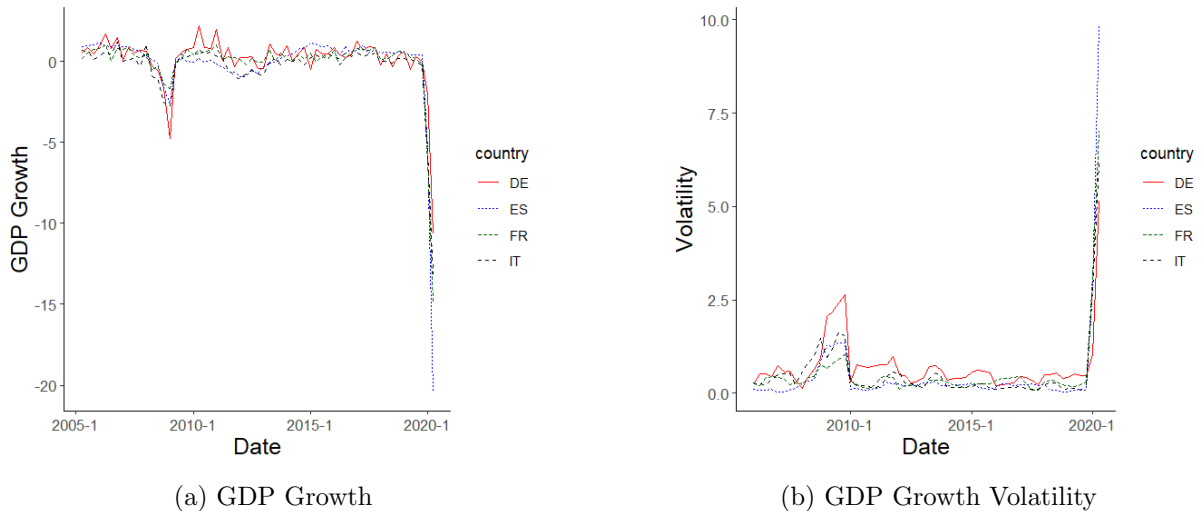 0
-5
-10
-15
-20
GDP Growth
2005-1
2010-1
2015-1
2020-1
Date
country
DE
ES
FR
IT
(a) GDP Growth
10.0
7.5
5.0
2.5
0.0
Volatility
2010-1
2015-1
2020-1
Date
country
DE
ES
FR
IT
(b) GDP Growth Volatility